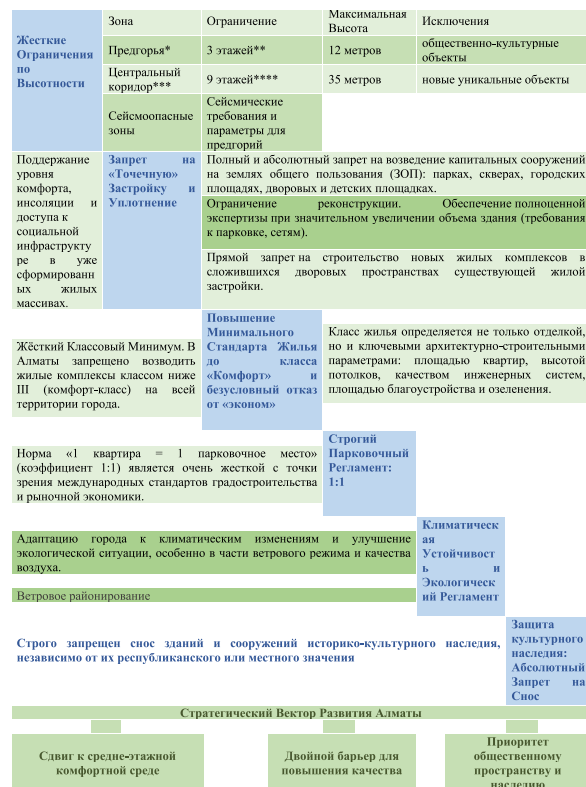 Жесткие
Ограничения
по
Высотности
Зона
Ограничение
Максимальная
Высота
Исключения
Предгорья*
3 этажей**
12 метров
общественно-культурные
объекты
Центральный
коридор***
9 этажей****
35 метров
новые уникальные объекты
Сейсмоопасные
зоны
Сейсмические
требования и
параметры для
предгорий
Поддержание
уровня
комфорта,
инсоляции и
доступа к
социальной
инфраструкту
ре в уже
сформированн
ых жилых
массивах.
Запрет на
«Точечную»
Застройку и
Уплотнение
Полный и абсолютный запрет на возведение капитальных сооружений
на землях общего пользования (ЗОП): парках, скверах, городских
площадях, дворовых и детских площадках.
Ограничение реконструкции. Обеспечение полноценной
экспертизы при значительном увеличении объема здания (требования
к парковке, сетям).
Прямой запрет на строительство новых жилых комплексов в
сложившихся дворовых пространствах существующей жилой
застройки.
Жёсткий Классовый Минимум. В
Алматы запрещено возводить
жилые комплексы классом ниже
III (комфорт-класс) на всей
территории города.
Повышение
Минимального
Стандарта Жилья
до класса
«Комфорт» и
безусловный отказ
от «эконом»
Класс жилья определяется не только отделкой,
но и ключевыми архитектурно-строительными
параметрами: площадью квартир, высотой
потолков, качеством инженерных систем,
площадью благоустройства и озеленения.
Норма «1 квартира = 1 парковочное место»
(коэффициент 1:1) является очень жесткой с точки
зрения международных стандартов градостроительства
и рыночной экономики.
Строгий
Парковочный
Регламент:
1:1
Адаптацию города к климатическим изменениям и улучшение
экологической ситуации, особенно в части ветрового режима и качества
воздуха.
Ветровое районирование
Климатическ
ая
Устойчивост
ь и
Экологическ
ий Регламент
Строго запрещен снос зданий и сооружений историко-культурного наследия,
независимо от их республиканского или местного значения
Защита
культурного
наследия:
Абсолютный
Запрет на
Снос
Стратегический Вектор Развития Алматы
Сдвиг к средне-этажной
комфортной среде
Двойной барьер для
повышения качества
Приоритет
общественному
пространству и
наследию